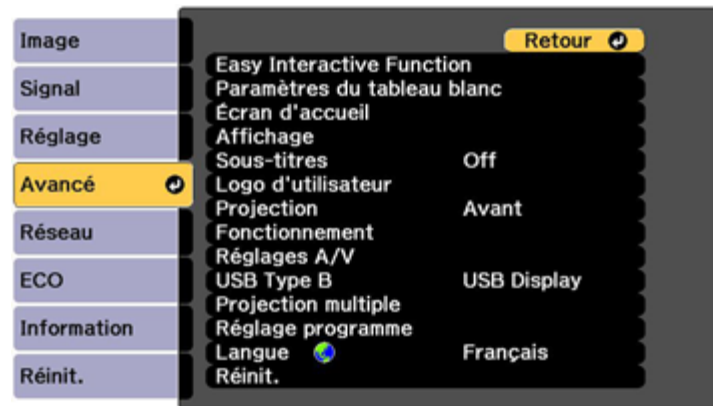 Image
Signal
Réglage
Avancé
Réseau
ECO
Information
Réinit.
Retour
Easy Interactive Function
Paramètres du tableau blanc
Écran d'accueil
Affichage
Sous-titres Off
Logo d'utilisateur
Projection Avant
Fonctionnement
Réglages A/V
USB Type B USB Display
Projection multiple
Réglage programme
Langue Français
Réinit.